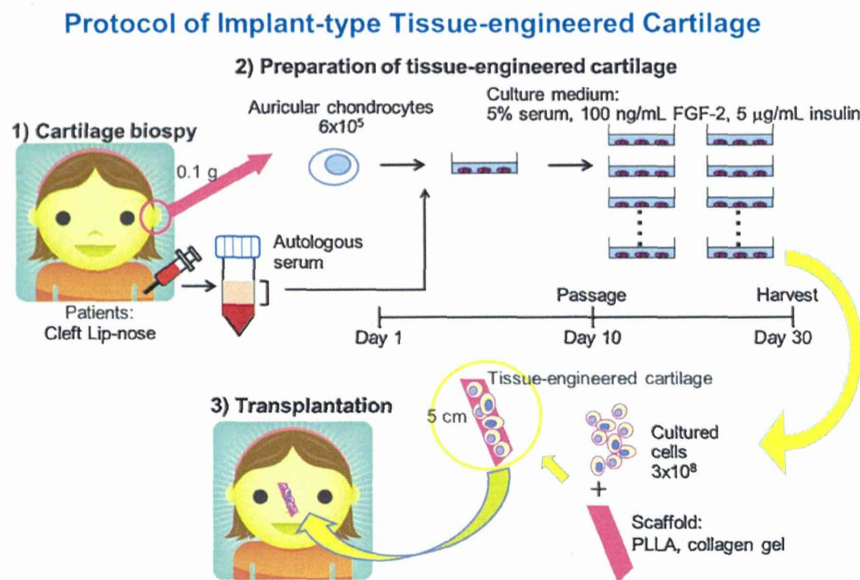 Protocol of Implant-type Tissue-engineered Cartilage
2) Preparation of tissue-engineered cartilage
Culture medium:
5% serum, 100 ng/mL FGF-2, 5 µg/mL insulin
Auricular chondrocytes
6x10⁵
1) Cartilage biospy
0.1 g
Autologous
serum
Patients:
Cleft Lip-nose
Passage
Harvest
Day 1
Day 10
Day 30
Tissue-engineered cartilage
3) Transplantation
5 cm
Cultured
cells
3x10⁸
+
Scaffold:
PLLA, collagen gel